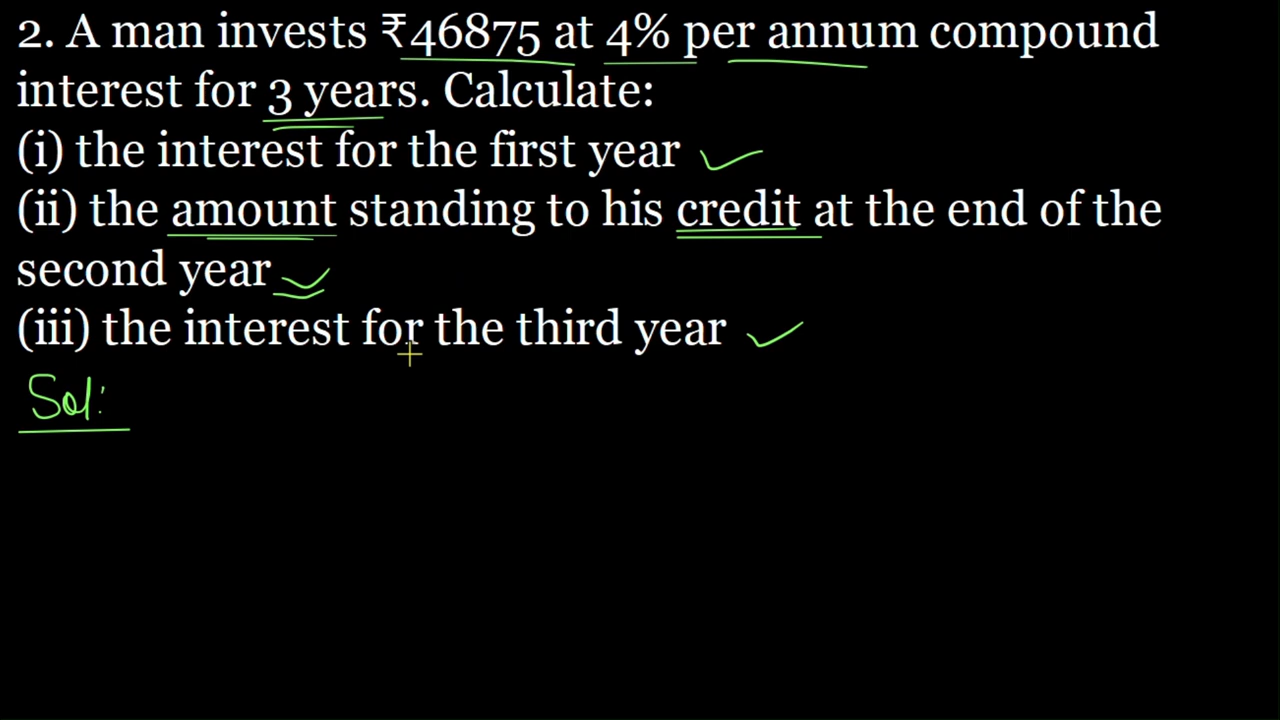 2. A man invests ₹46875 at 4% per annum compound
interest for 3 years. Calculate:
(i) the interest for the first year
(ii) the amount standing to his credit at the end of the
second year
(iii) the interest for the third year
Sol: